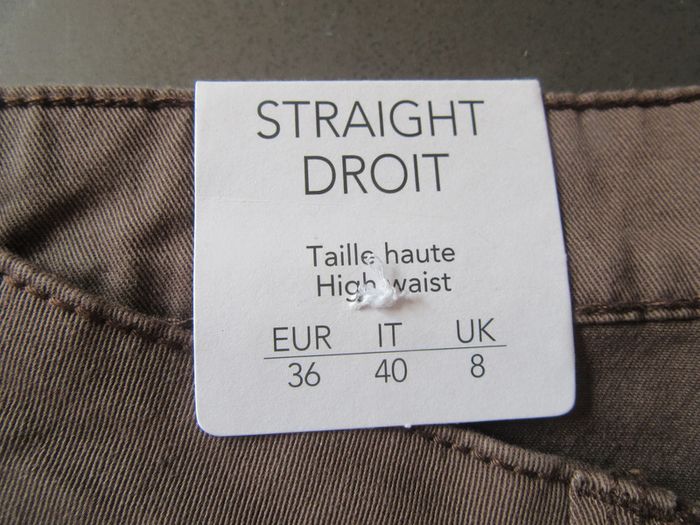 STRAIGHT
DROIT
Taille haute
High waist
EUR IT UK
36 40 8